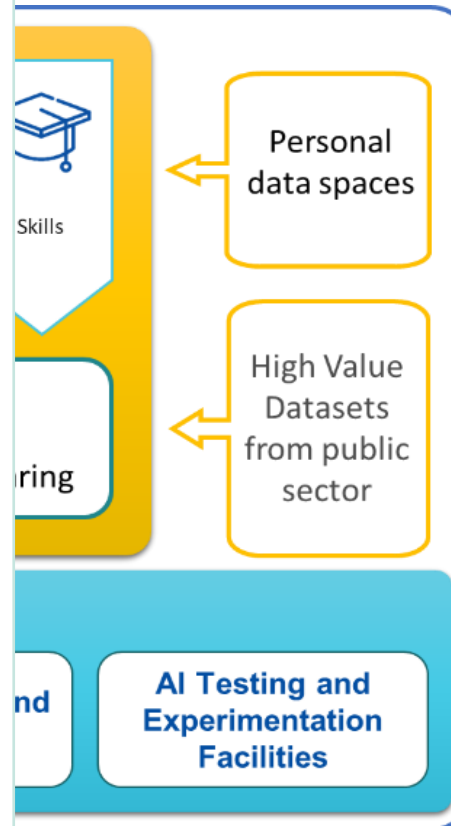 Personal
data spaces
Skills
High Value
Datasets
from public
sector
aring
nd
AI Testing and
Experimentation
Facilities